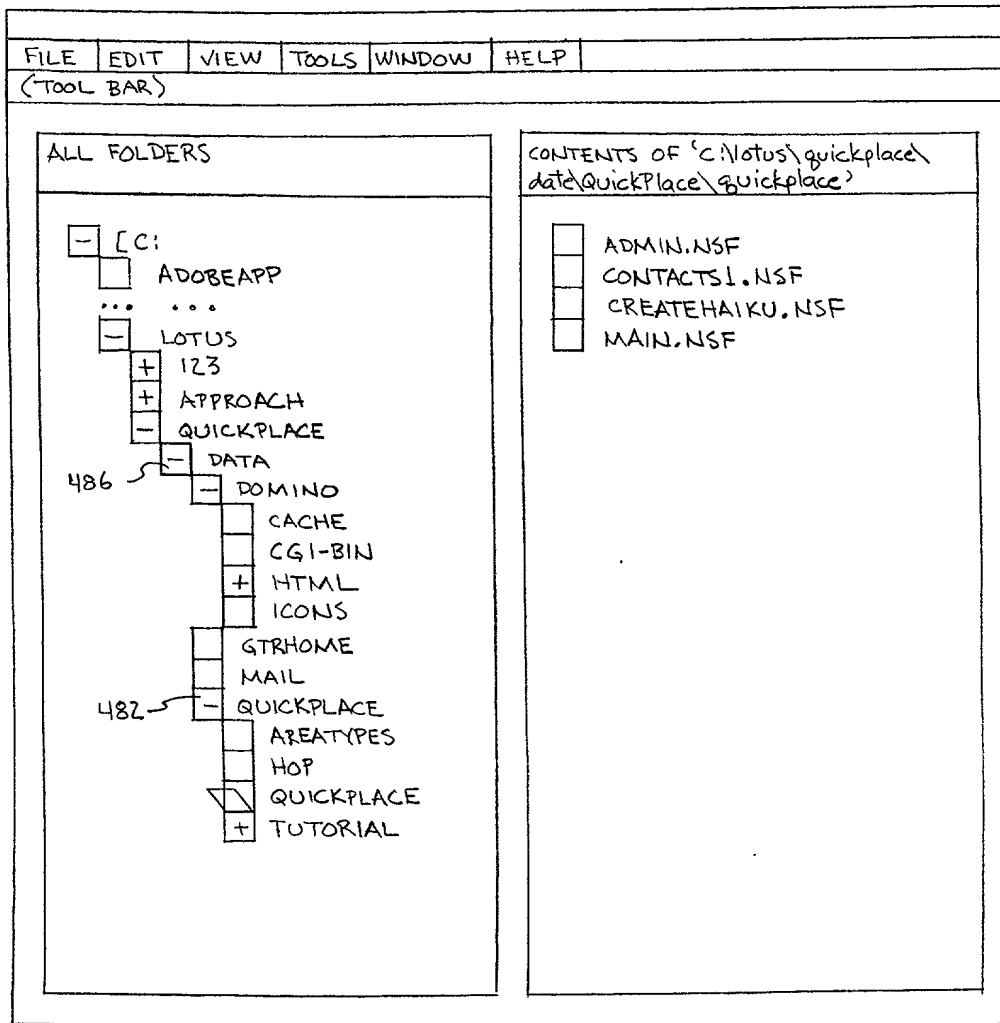 FILE EDIT VIEW TOOLS WINDOW HELP
(TOOL BAR)
ALL FOLDERS
- [C:
ADOBEAPP
... ...
- LOTUS
+ 123
+ APPROACH
- QUICKPLACE
- DATA
486
- DOMINO
CACHE
CGI-BIN
+ HTML
ICONS
GTRHOME
MAIL
482 - QUICKPLACE
AREATYPES
HOP
QUICKPLACE
+ TUTORIAL
CONTENTS OF 'C:\lotus\quickplace\
date\QuickPlace\quickplace'
ADMIN.NSF
CONTACTS1.NSF
CREATEHAIKU.NSF
MAIN.NSF